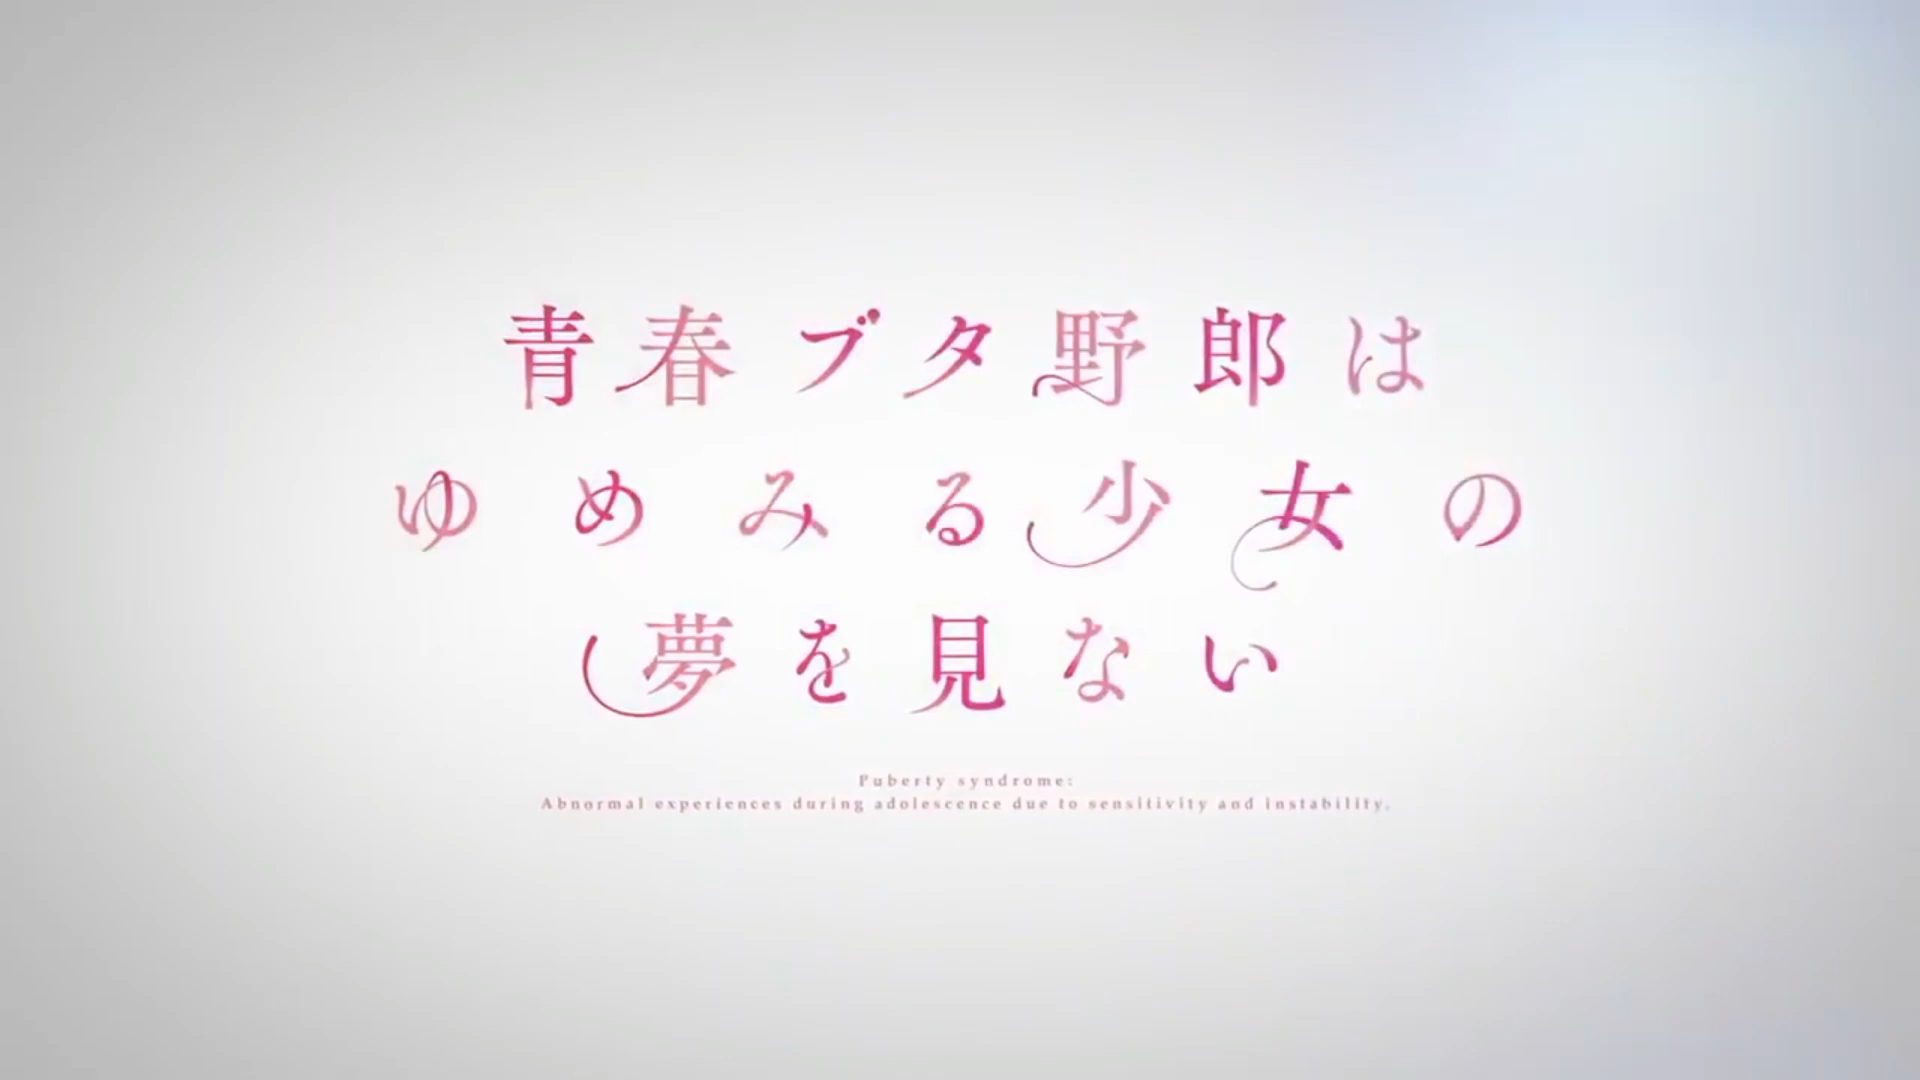 青春ブタ野郎は
ゆめみる少女の
夢を見ない
Puberty syndrome:
Abnormal experiences during adolescence due to sensitivity and instability.